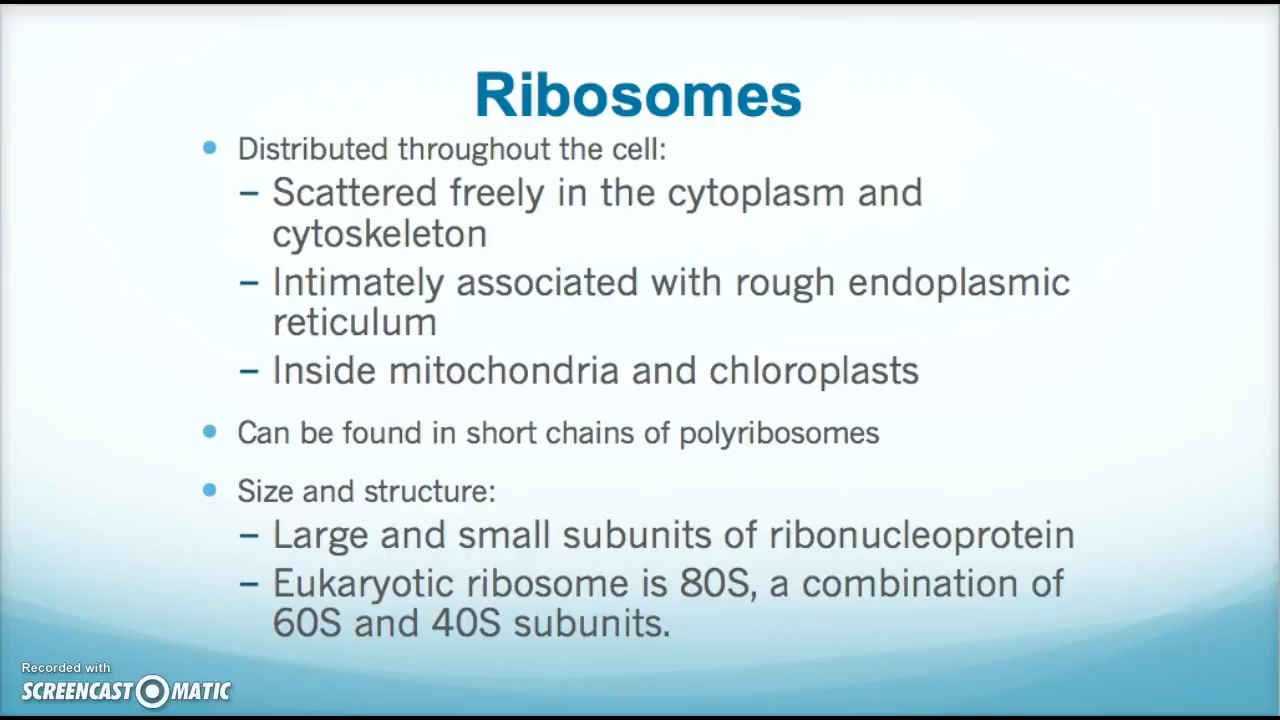 Ribosomes
• Distributed throughout the cell:
– Scattered freely in the cytoplasm and
cytoskeleton
– Intimately associated with rough endoplasmic
reticulum
– Inside mitochondria and chloroplasts
• Can be found in short chains of polyribosomes
• Size and structure:
– Large and small subunits of ribonucleoprotein
– Eukaryotic ribosome is 80S, a combination of
60S and 40S subunits.
Recorded with
SCREENCAST MATIC